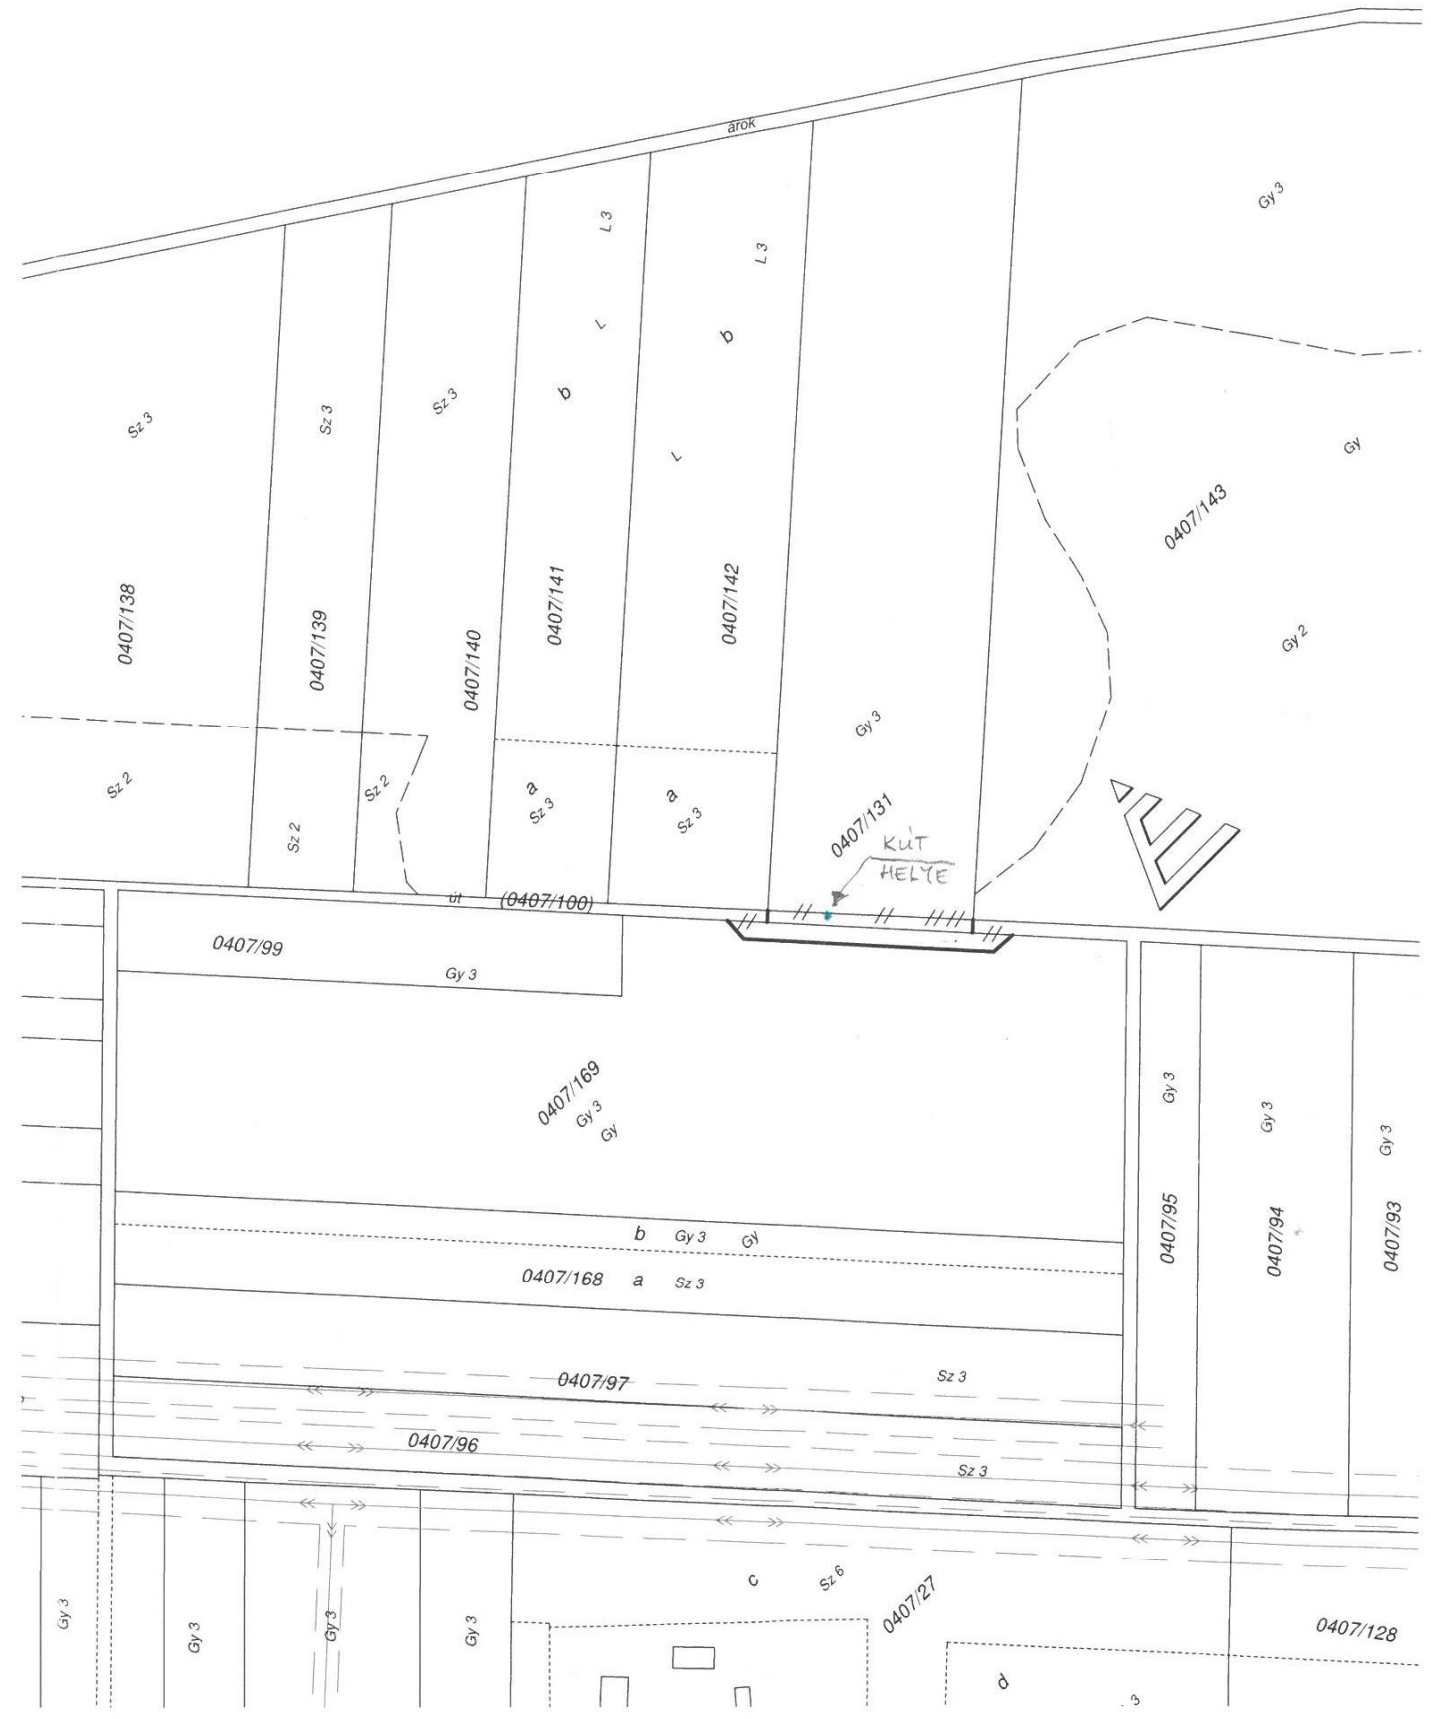 árok
Gy 3
L 3
L 3
L
b
b
Sz 3
Sz 3
Sz 3
L
Gy
0407/143
0407/138
0407/139
0407/140
0407/141
0407/142
Gy 2
Gy 3
Sz 2
Sz 2
Sz 2
a
Sz 3
a
Sz 3
0407/131
KÚT
HELYE
út (0407/100)
0407/99
Gy 3
0407/169
Gy 3
Gy
Gy 3
Gy 3
Gy 3
0407/95
0407/94
0407/93
b Gy 3 Gy
0407/168 a Sz 3
0407/97
Sz 3
0407/96
Sz 3
c
Sz 6
0407/27
Gy 3
Gy 3
Gy 3
Gy 3
0407/128
d
3